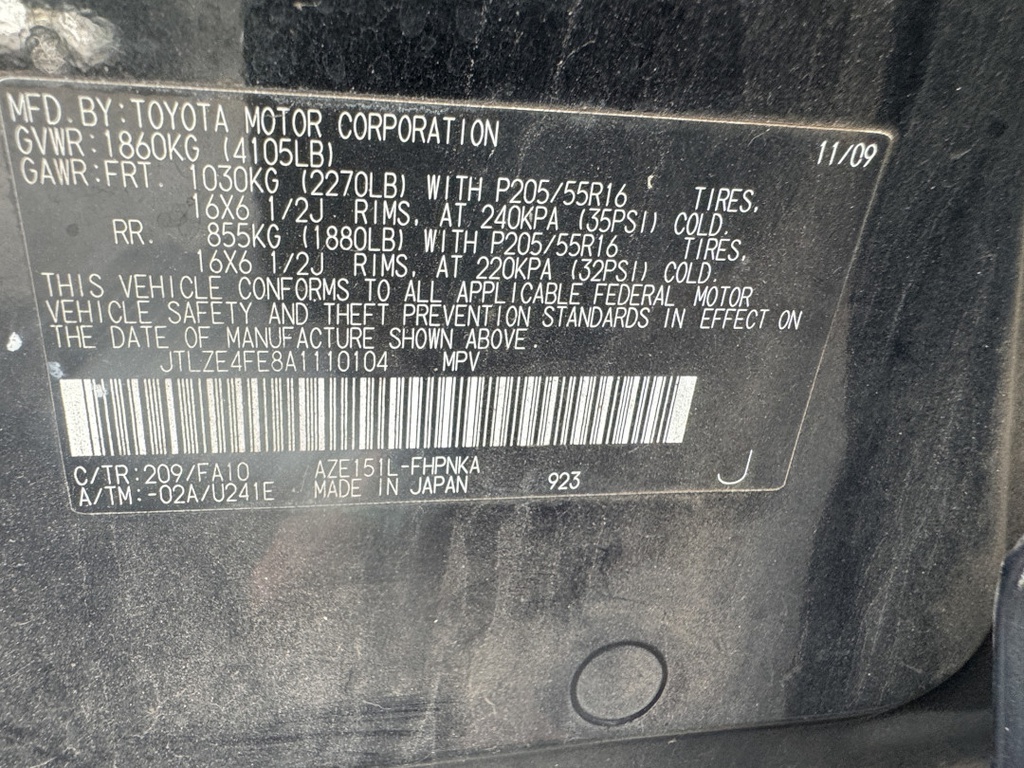 MFD. BY: TOYOTA MOTOR CORPORATION 11/09
GVWR: 1860KG (4105LB)
GAWR: FRT. 1030KG (2270LB) WITH P205/55R16 TIRES,
16X6 1/2J RIMS, AT 240KPA (35PSI) COLD.
RR. 855KG (1880LB) WITH P205/55R16 TIRES,
16X6 1/2J RIMS, AT 220KPA (32PSI) COLD.
THIS VEHICLE CONFORMS TO ALL APPLICABLE FEDERAL MOTOR
VEHICLE SAFETY AND THEFT PREVENTION STANDARDS IN EFFECT ON
THE DATE OF MANUFACTURE SHOWN ABOVE.
JTLZE4FE8A1110104 MPV
C/TR: 209/FA10 AZE151L-FHPNKA
A/TM: -02A/U241E MADE IN JAPAN 923 J